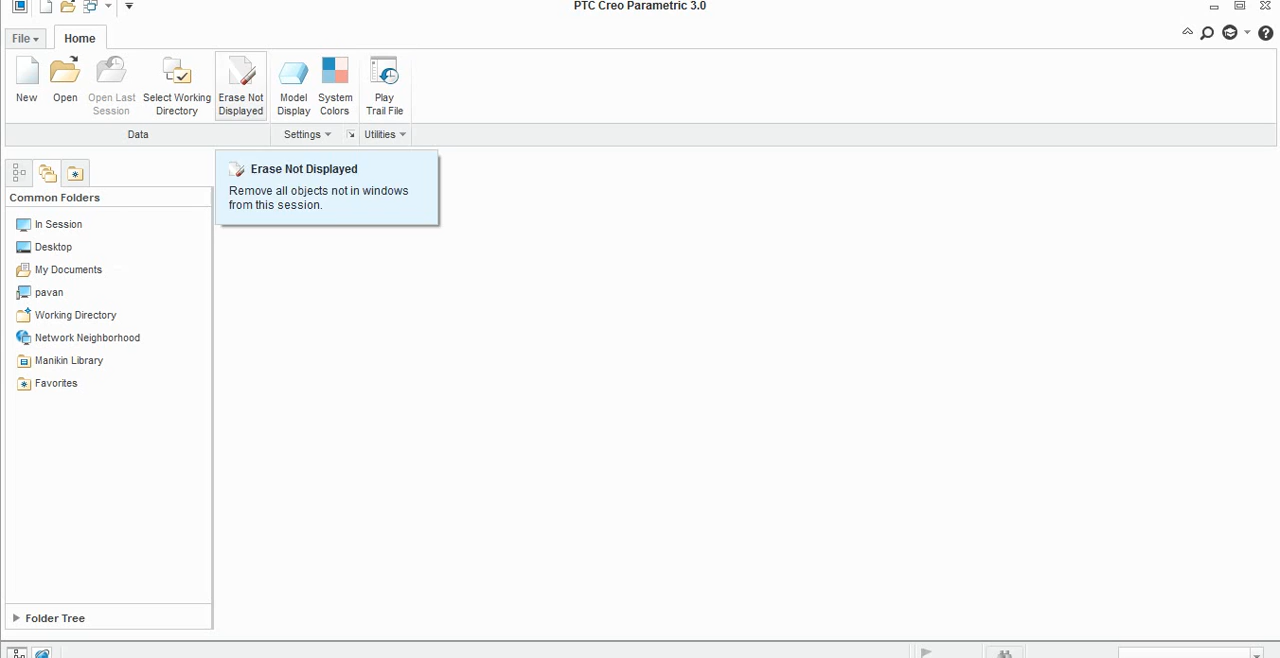 PTC Creo Parametric 3.0
File
Home
New
Open
Open Last
Session
Select Working
Directory
Erase Not
Displayed
Model
Display
System
Colors
Play
Trail File
Data
Settings
Utilities
Erase Not Displayed
Remove all objects not in windows
from this session.
Common Folders
In Session
Desktop
My Documents
pavan
Working Directory
Network Neighborhood
Manikin Library
Favorites
Folder Tree